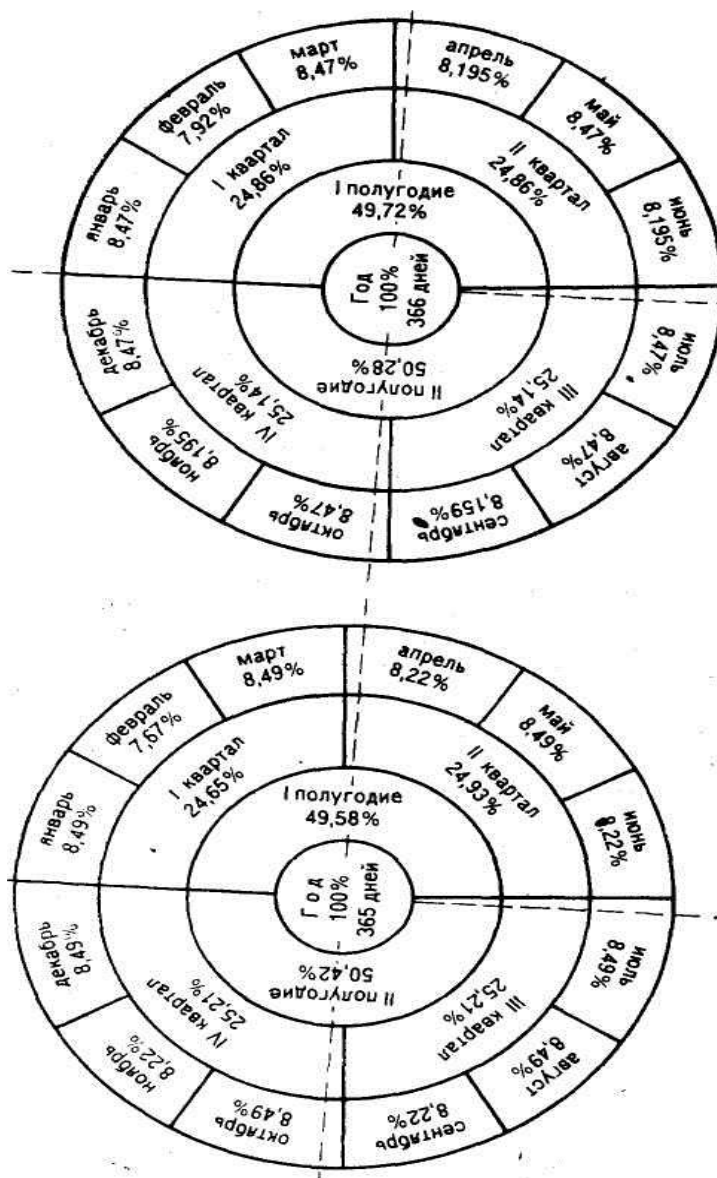 январь
8,47%
февраль
7,92%
март
8,47%
апрель
8,195%
май
8,47%
июнь
8,195%
июль
8,47%
август
8,47%
сентябрь
8,159%
октябрь
8,47%
ноябрь
8,195%
декабрь
8,47%
I квартал
24,86%
II квартал
24,86%
III квартал
25,14%
IV квартал
25,14%
I полугодие
49,72%
II полугодие
50,28%
Год
100%
366 дней
январь
8,49%
февраль
7,67%
март
8,49%
апрель
8,22%
май
8,49%
июнь
8,22%
июль
8,49%
август
8,49%
сентябрь
8,22%
октябрь
8,49%
ноябрь
8,22%
декабрь
8,49%
I квартал
24,65%
II квартал
24,93%
III квартал
25,21%
IV квартал
25,21%
I полугодие
49,58%
II полугодие
50,42%
Год
100%
365 дней